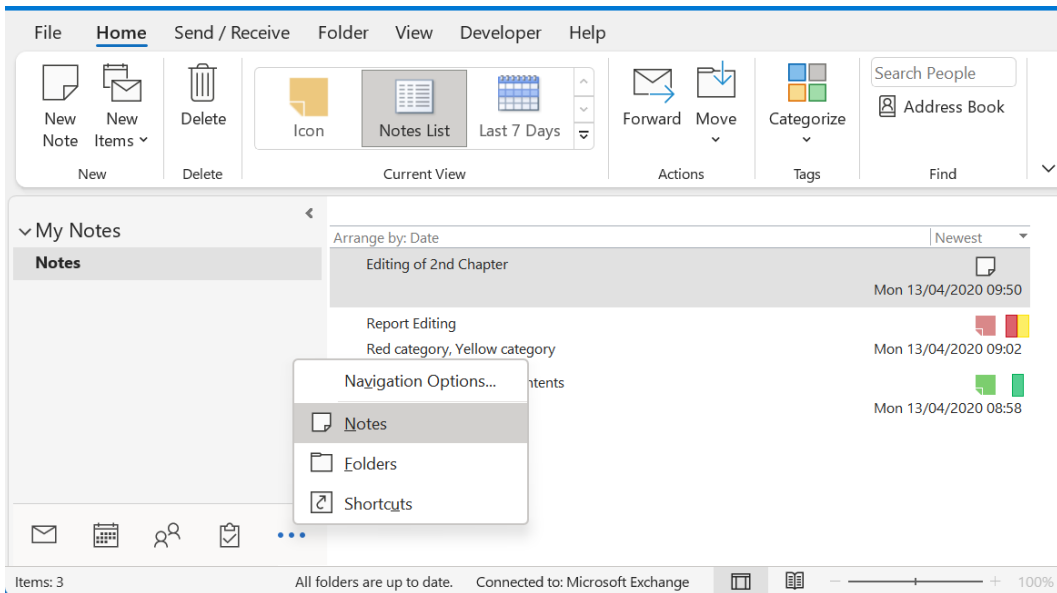 File Home Send / Receive Folder View Developer Help
New Note
New Items
Delete
Icon
Notes List
Last 7 Days
Forward
Move
Categorize
Search People
Address Book
New Delete Current View Actions Tags Find
My Notes
Notes
Arrange by: Date Newest
Editing of 2nd Chapter
Mon 13/04/2020 09:50
Report Editing
Red category, Yellow category Mon 13/04/2020 09:02
ntents
Mon 13/04/2020 08:58
Navigation Options...
Notes
Folders
Shortcuts
Items: 3 All folders are up to date. Connected to: Microsoft Exchange 100%